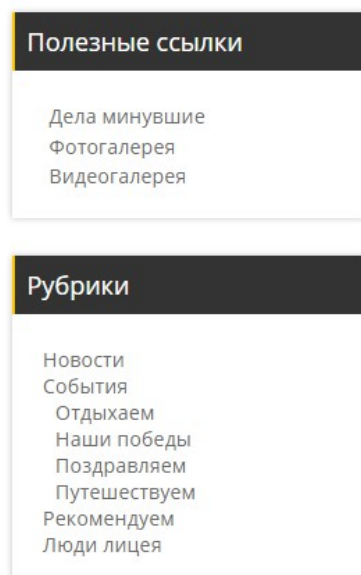 Полезные ссылки
Дела минувшие
Фотогалерея
Видеогалерея
Рубрики
Новости
События
Отдыхаем
Наши победы
Поздравляем
Путешествуем
Рекомендуем
Люди лицея